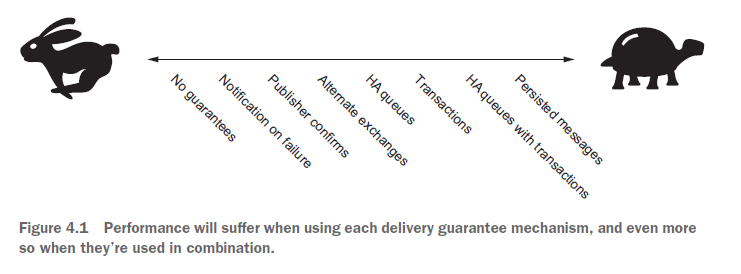 No guarantees
Notification on failure
Publisher confirms
Alternate exchanges
HA queues
Transactions
HA queues with transactions
Persisted messages
Figure 4.1 Performance will suffer when using each delivery guarantee mechanism, and even more
so when they're used in combination.